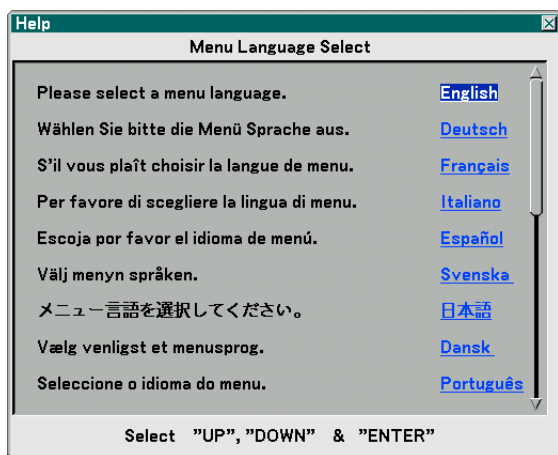 Help
Menu Language Select
Please select a menu language. English
Wählen Sie bitte die Menü Sprache aus. Deutsch
S'il vous plaît choisir la langue de menu. Français
Per favore di scegliere la lingua di menu. Italiano
Escoja por favor el idioma de menú. Español
Välj menyn språken. Svenska
メニュー言語を選択してください。 日本語
Vælg venligst et menusprog. Dansk
Seleccione o idioma do menu. Português
Select "UP","DOWN" & "ENTER"